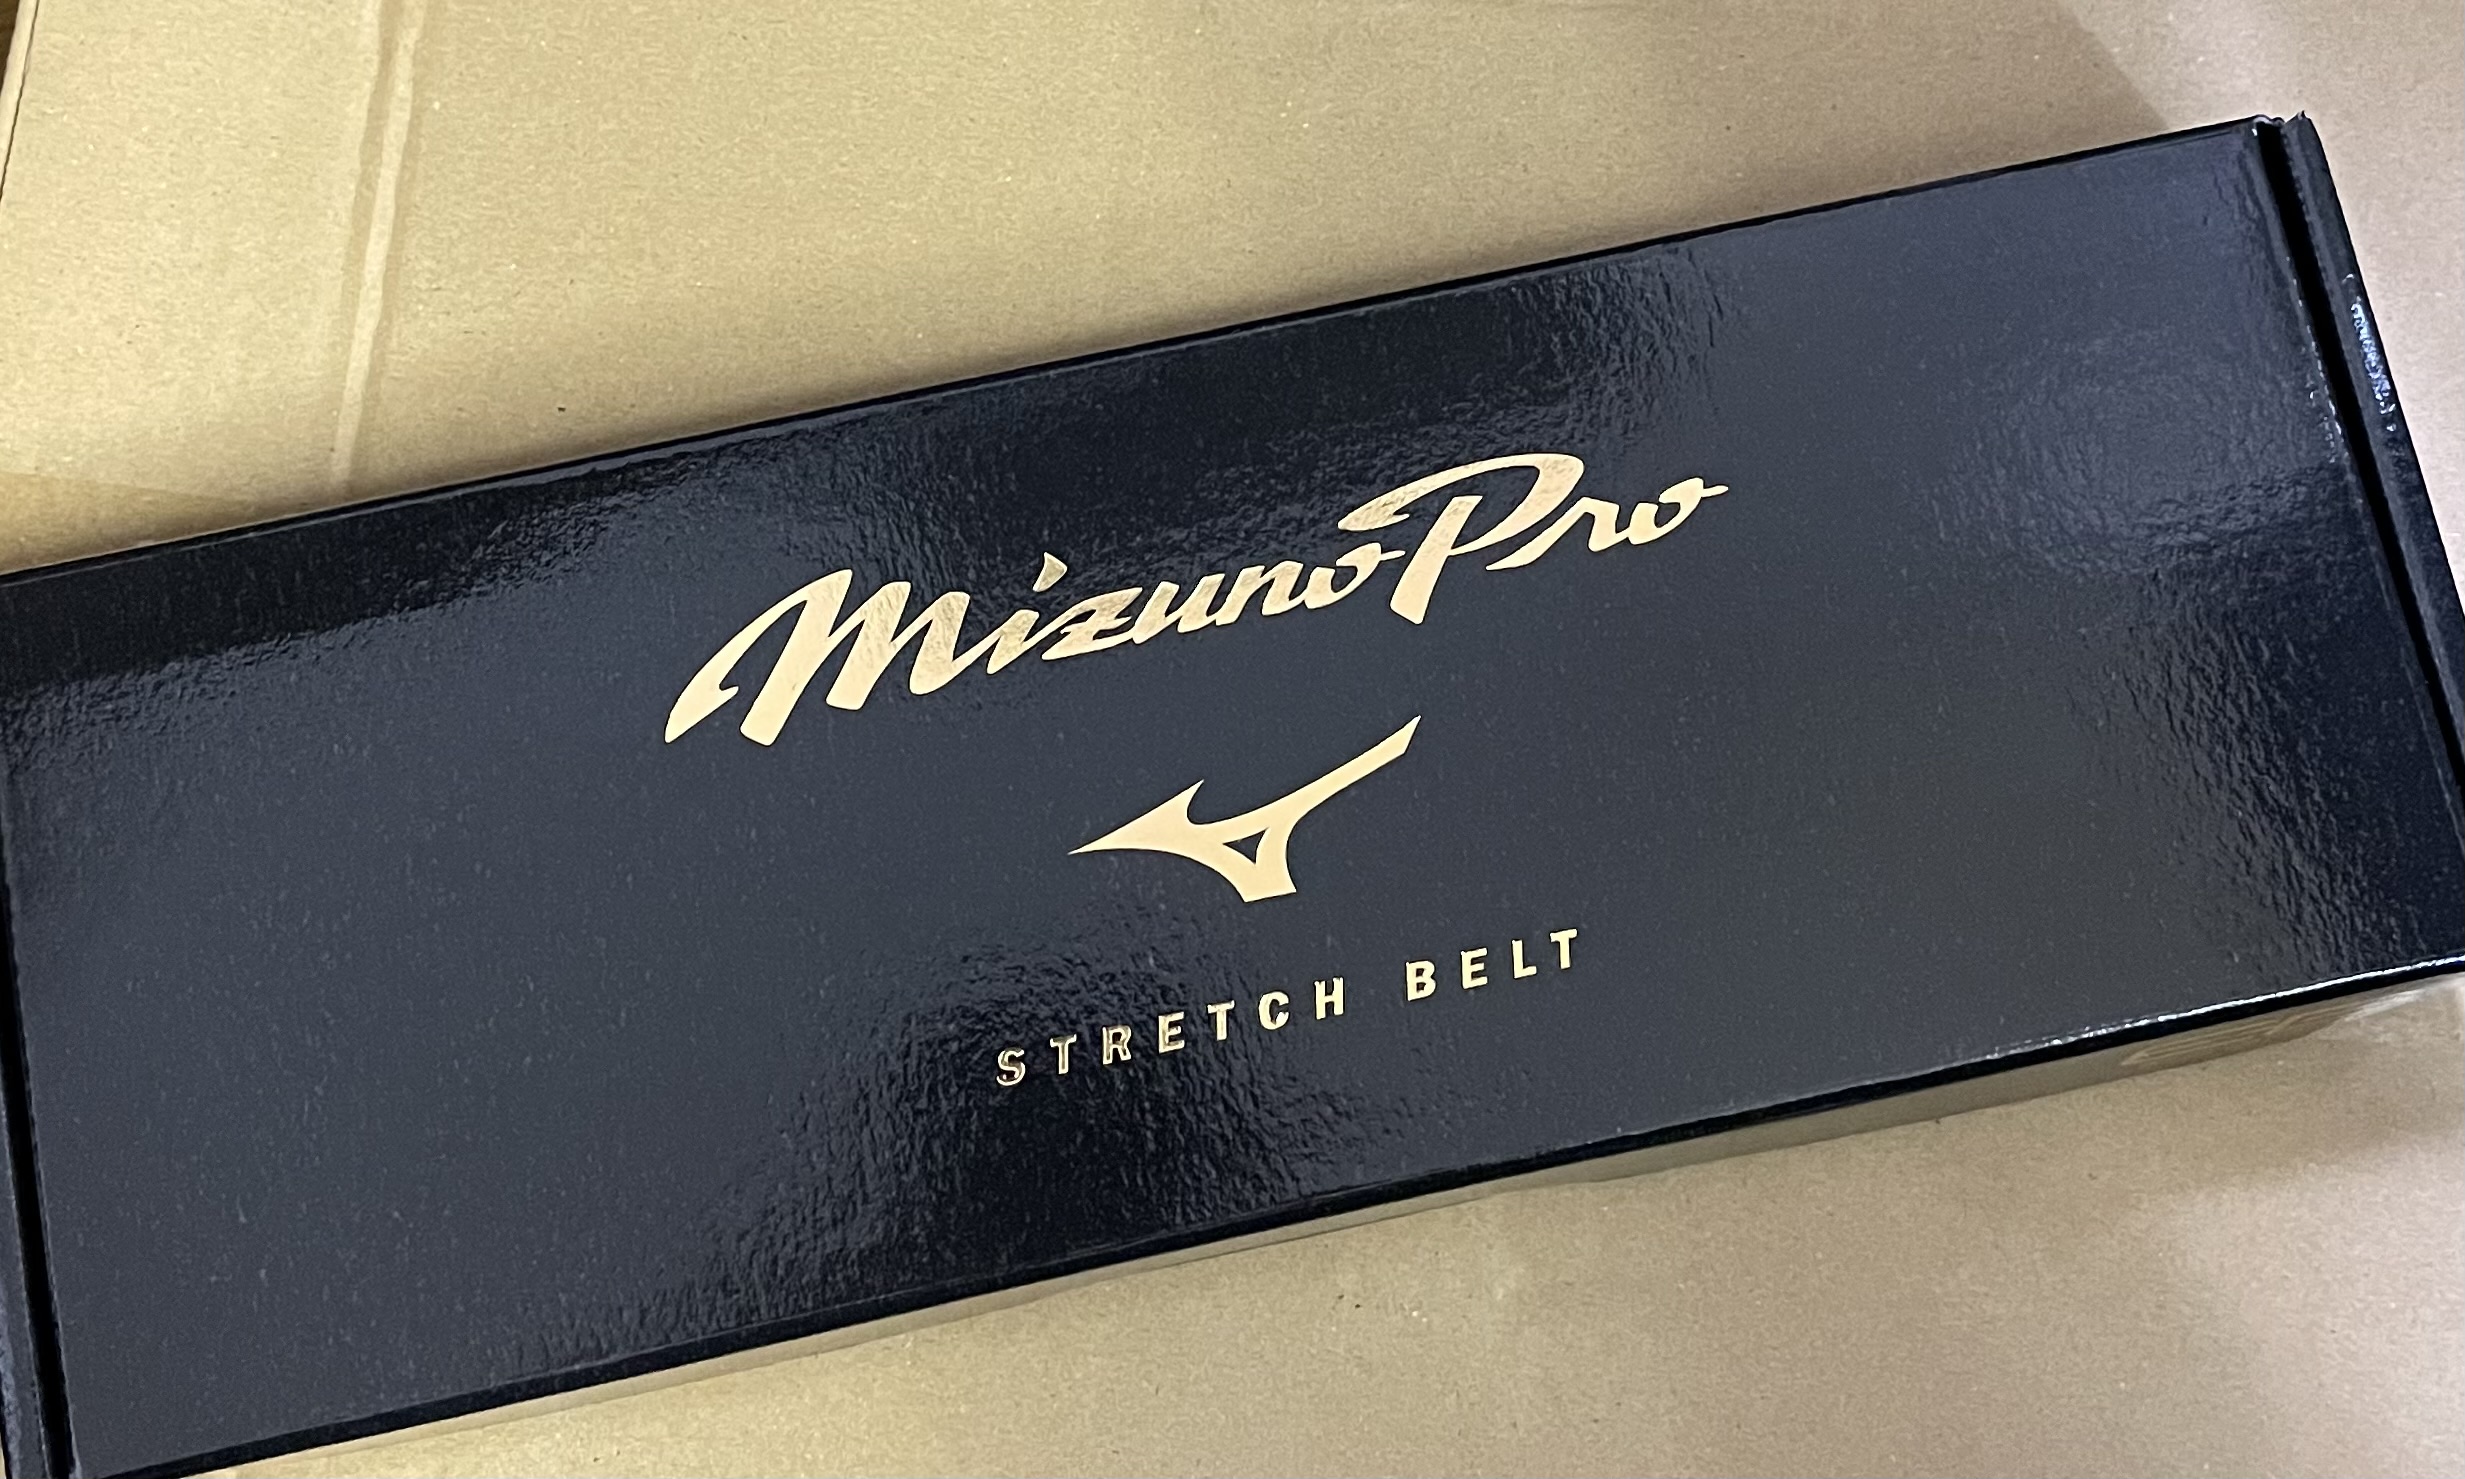 Mizuno Pro
STRETCH BELT